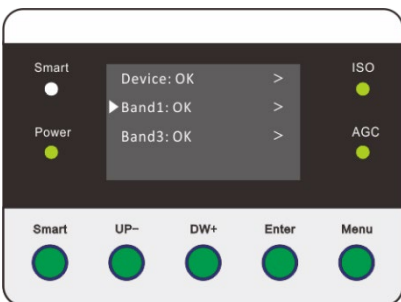 Smart
ISO
Device: OK >
Band1: OK >
Power
AGC
Band3: OK >
Smart UP- DW+ Enter Menu